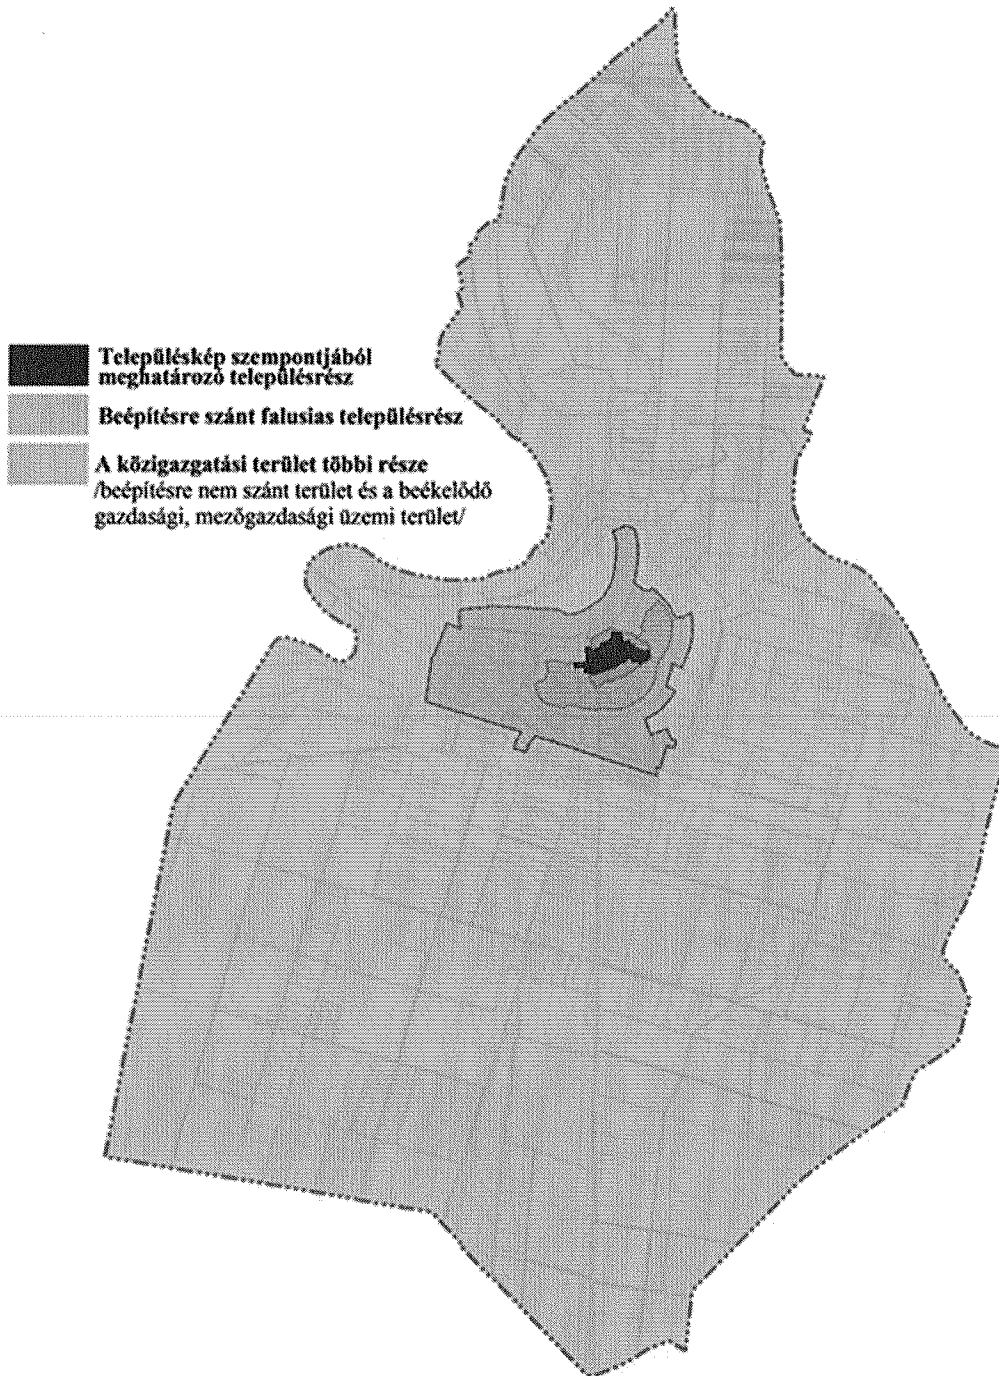 Településkép szempontjából
meghatározó településrész
Beépítésre szánt falusias településrész
A közigazgatási terület többi része
/beépítésre nem szánt terület és a beékelődő
gazdasági, mezőgazdasági üzemi terület/